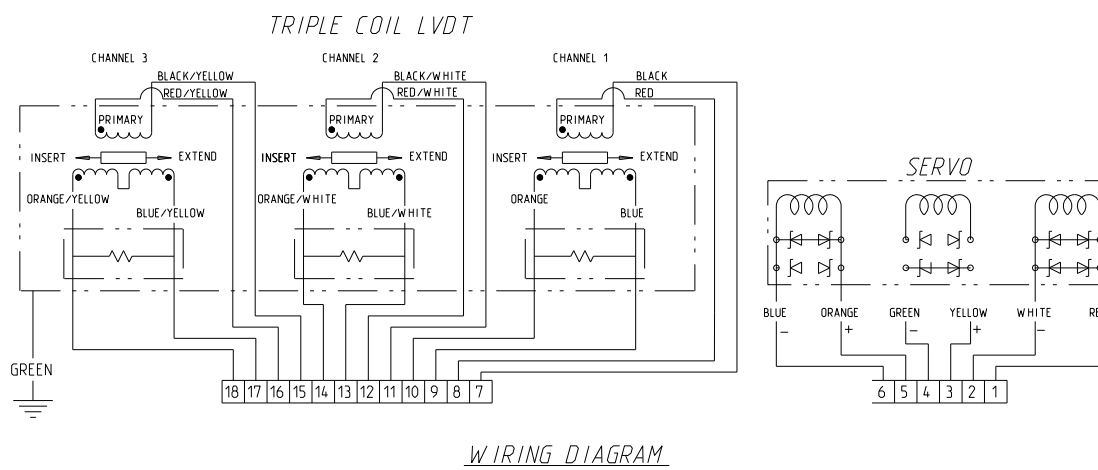 TRIPLE COIL LVDT
CHANNEL 3 CHANNEL 2 CHANNEL 1
BLACK/YELLOW BLACK/WHITE BLACK
RED/YELLOW RED/WHITE RED
PRIMARY PRIMARY PRIMARY
INSERT EXTEND INSERT EXTEND INSERT EXTEND
ORANGE/YELLOW ORANGE/WHITE ORANGE
BLUE/YELLOW BLUE/WHITE BLUE
GREEN
18 17 16 15 14 13 12 11 10 9 8 7
SERVO
BLUE ORANGE GREEN YELLOW WHITE RE
- + - + -
6 5 4 3 2 1
WIRING DIAGRAM